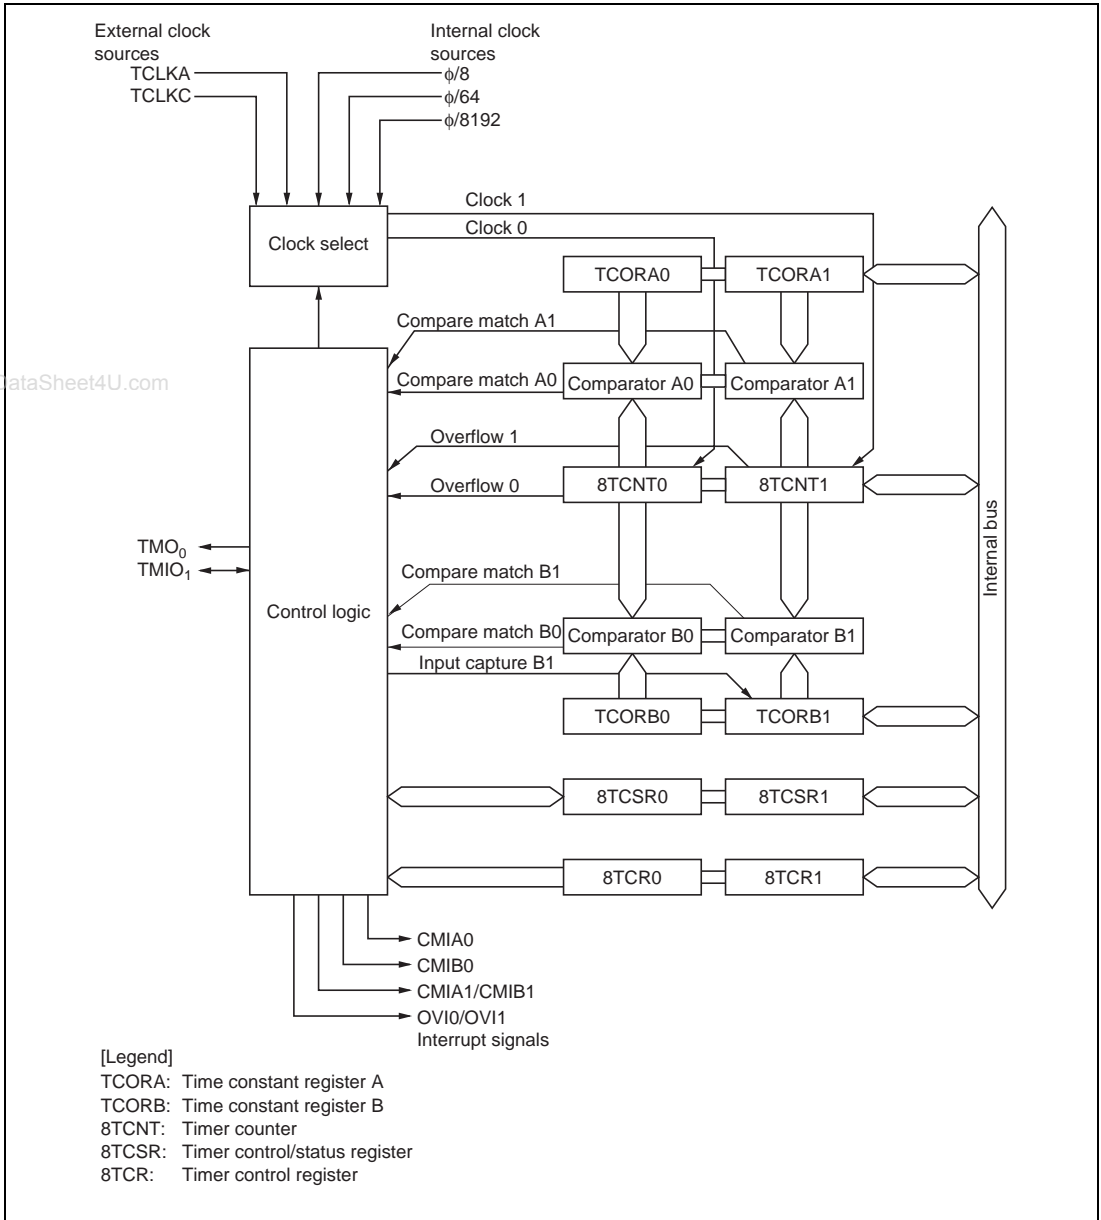 External clock
sources
TCLKA
TCLKC
Internal clock
sources
ϕ/8
ϕ/64
ϕ/8192
Clock 1
Clock 0
Clock select
TCORA0
TCORA1
Compare match A1
Compare match A0
Comparator A0
Comparator A1
DataSheet4U.com
Overflow 1
Overflow 0
8TCNT0
8TCNT1
Internal bus
TMO0
TMIO1
Control logic
Compare match B1
Compare match B0
Comparator B0
Comparator B1
Input capture B1
TCORB0
TCORB1
8TCSR0
8TCSR1
8TCR0
8TCR1
CMIA0
CMIB0
CMIA1/CMIB1
OVI0/OVI1
Interrupt signals
[Legend]
TCORA: Time constant register A
TCORB: Time constant register B
8TCNT: Timer counter
8TCSR: Timer control/status register
8TCR: Timer control register